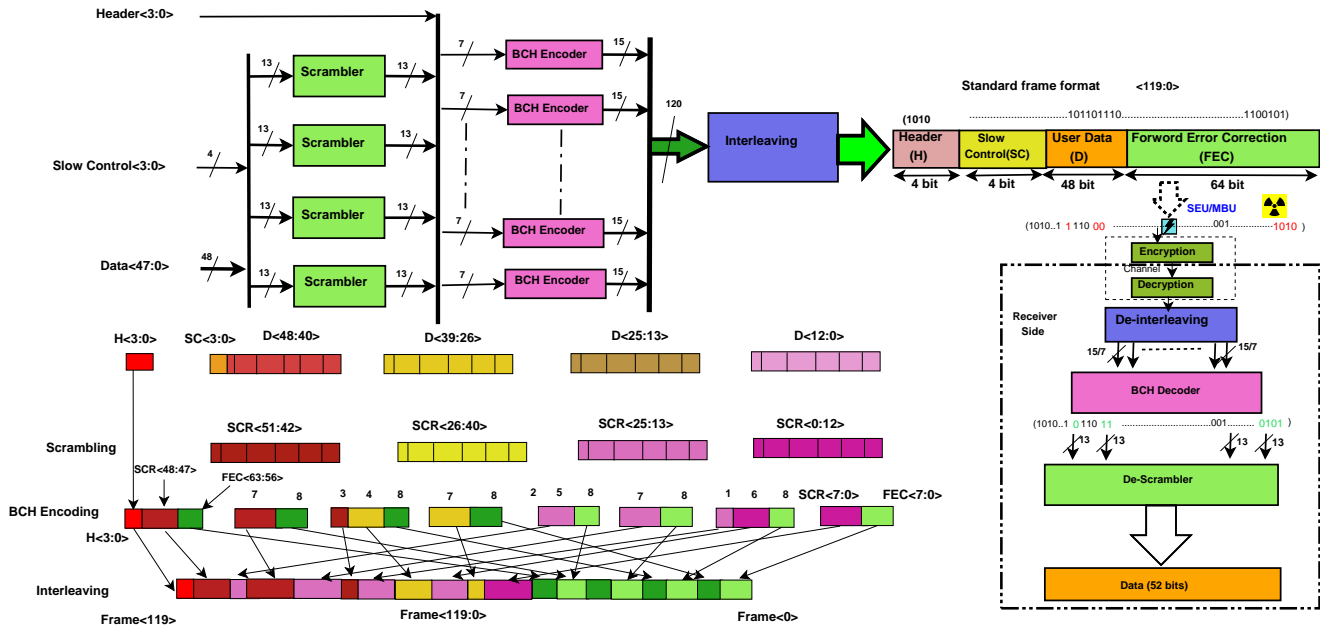 Header<3:0>
Slow Control<3:0>
4
Data<47:0>
48
13
Scrambler
13
13
Scrambler
13
13
Scrambler
13
13
Scrambler
13
7
BCH Encoder
15
7
BCH Encoder
15
7
BCH Encoder
15
7
BCH Encoder
15
120
Interleaving
Standard frame format <119:0>
(1010 ......................................101101110..............................................1100101)
Header
(H)
Slow
Control(SC)
User Data
(D)
Forword Error Correction
(FEC)
4 bit
4 bit
48 bit
64 bit
SEU/MBU
(1010..1 1 110 00 ..........................................001.................1010 )
Encryption
Channel
Decryption
Receiver
Side
De-interleaving
15/7
15/7
BCH Decoder
(1010..1 0110 11 ..........................................001.................0101 )
13
13
13
13
De-Scrambler
Data (52 bits)
H<3:0>
SC<3:0>
D<48:40>
D<39:26>
D<25:13>
D<12:0>
Scrambling
SCR<51:42>
SCR<26:40>
SCR<25:13>
SCR<0:12>
SCR<48:47>
FEC<63:56>
BCH Encoding
H<3:0>
7
8
3
4
8
7
8
2
5
8
7
8
1
6
8
SCR<7:0>
FEC<7:0>
Interleaving
Frame<119>
Frame<119:0>
Frame<0>